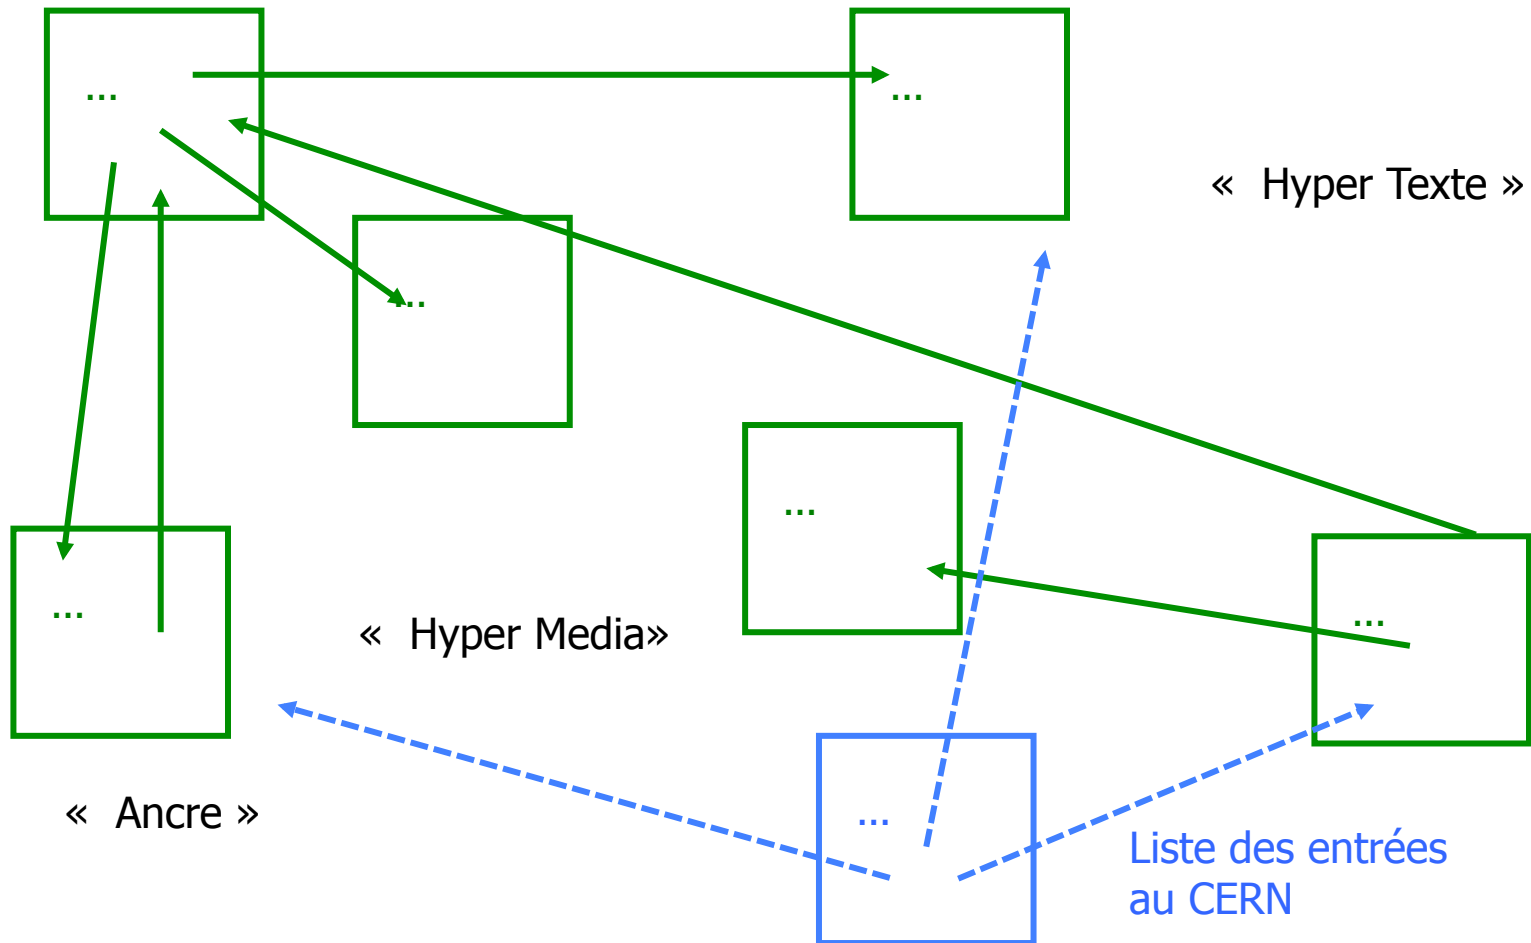 ...
...
«  Hyper Texte »
...
...
...
...
«  Hyper Media»
«  Ancre »
...
Liste des entrées
au CERN